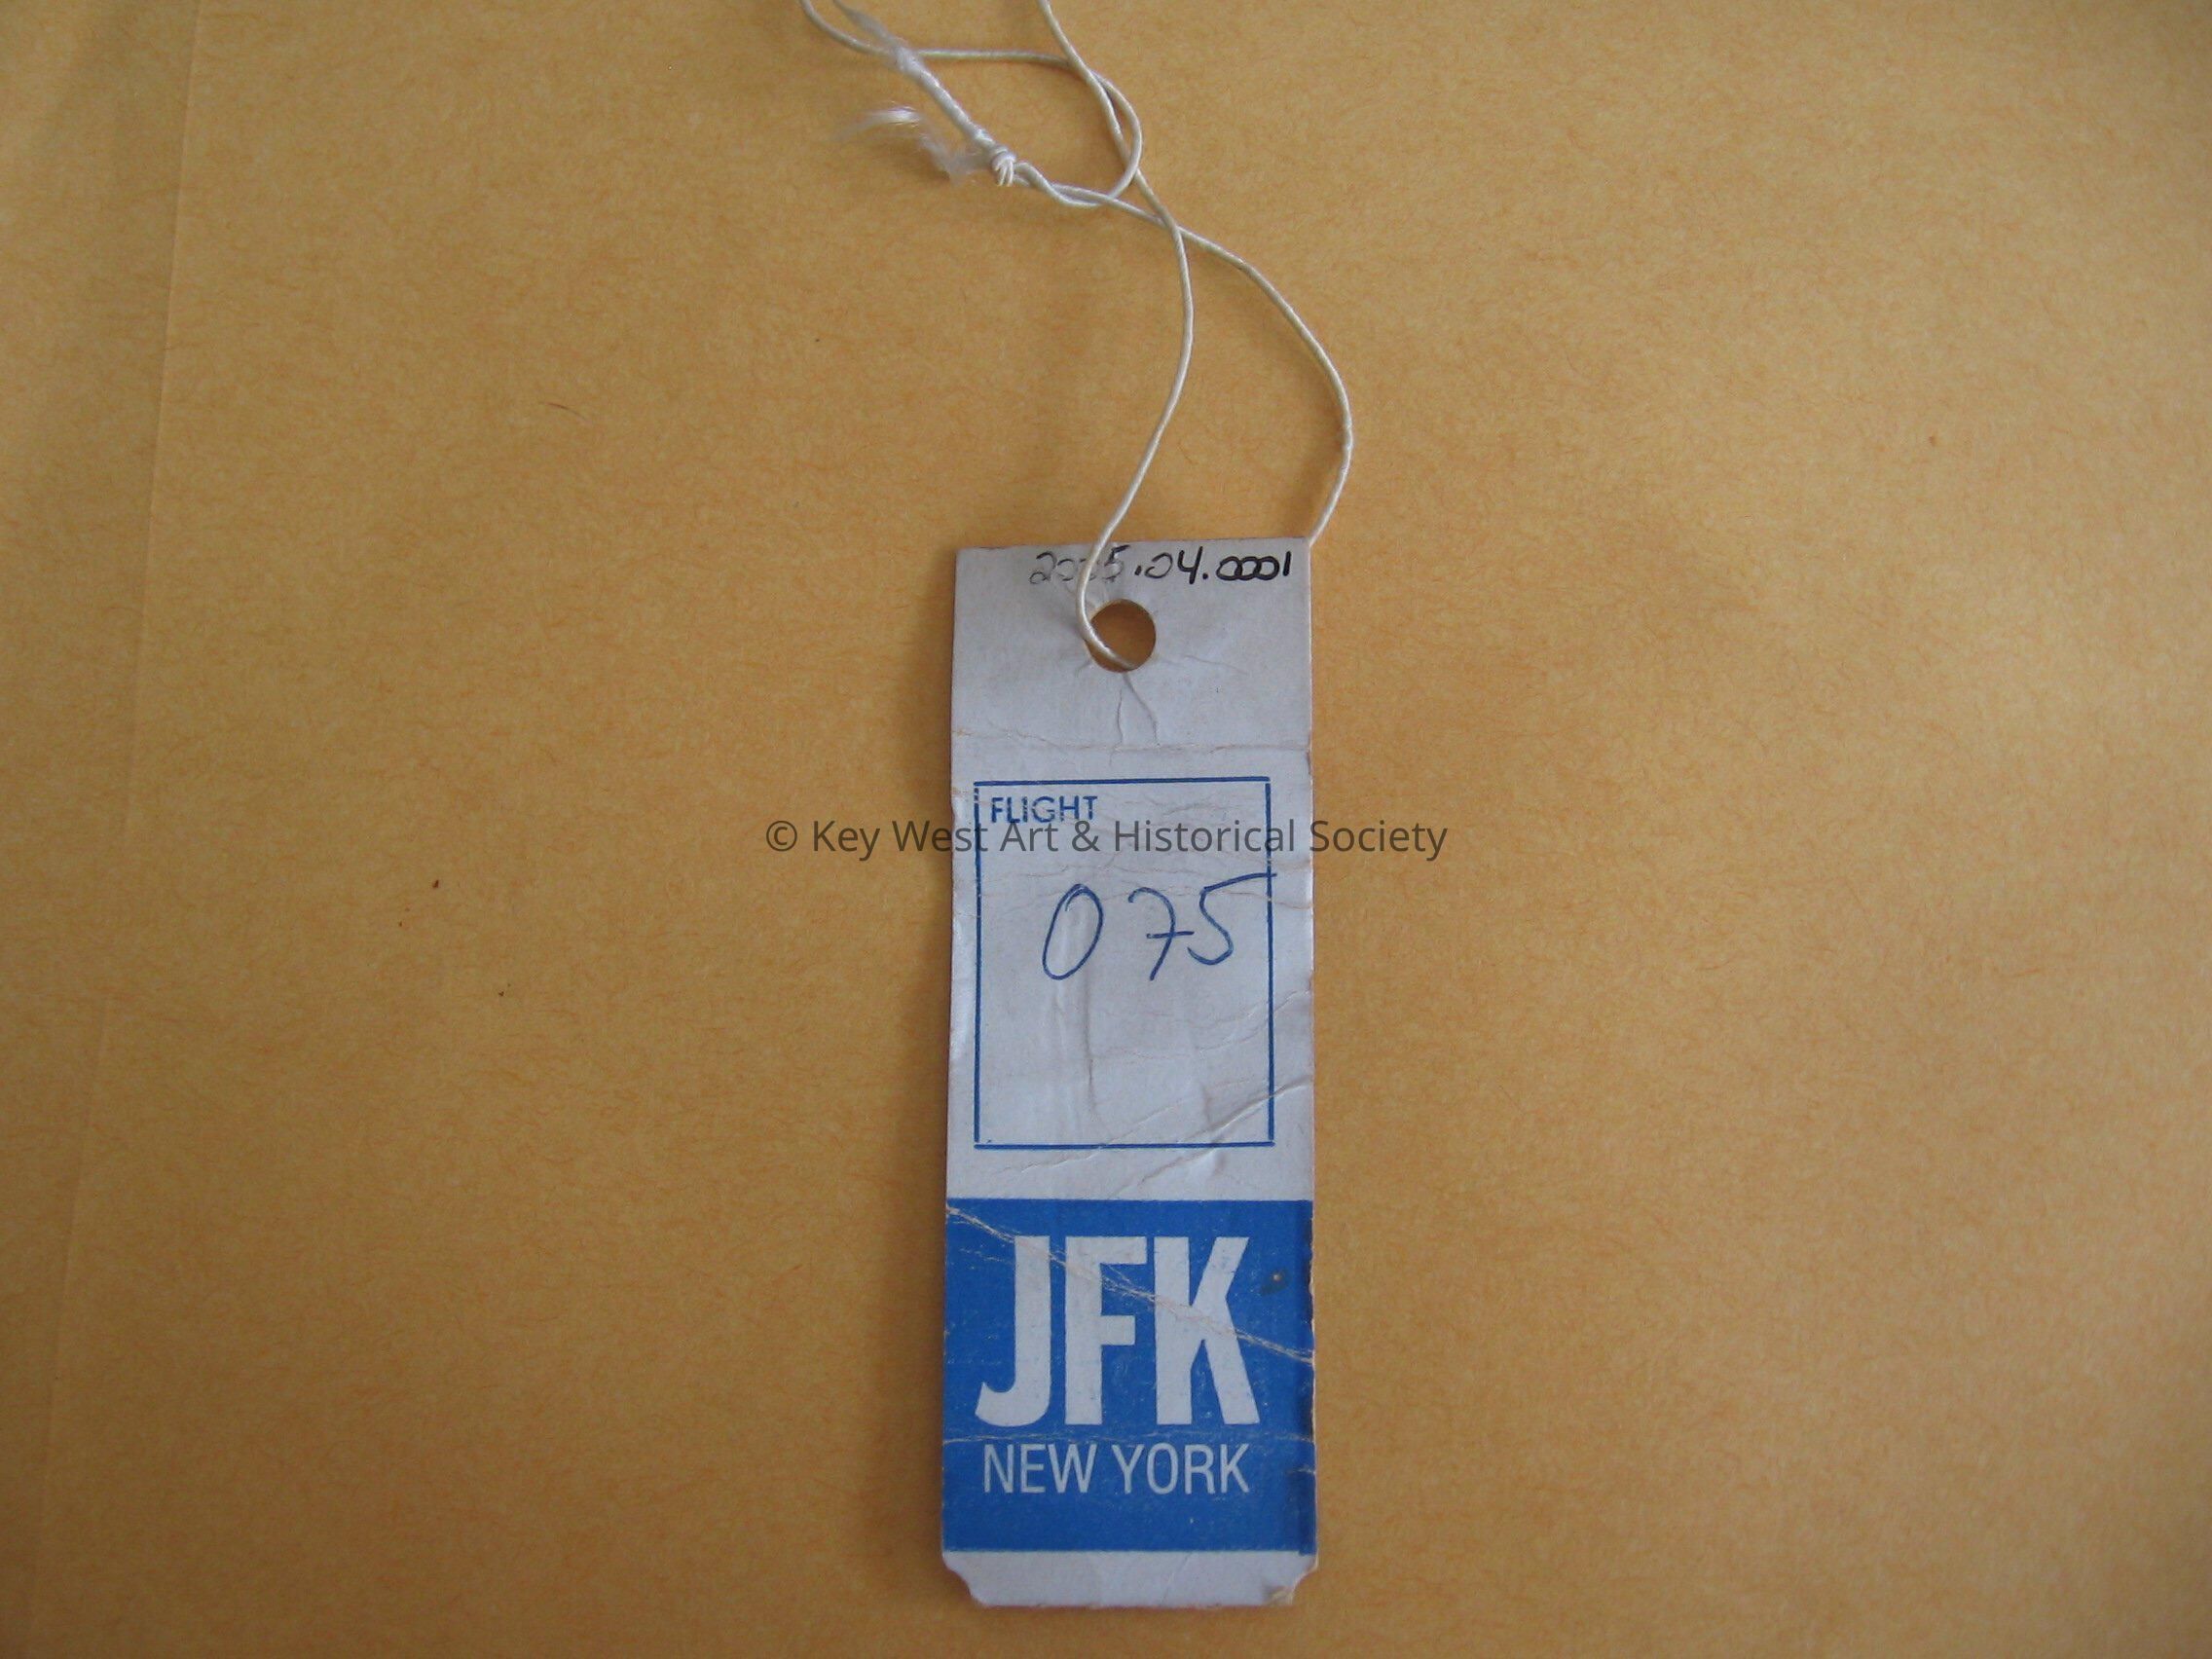 2005.04.0001
FLIGHT
© Key West Art & Historical Society
075
JFK
NEW YORK